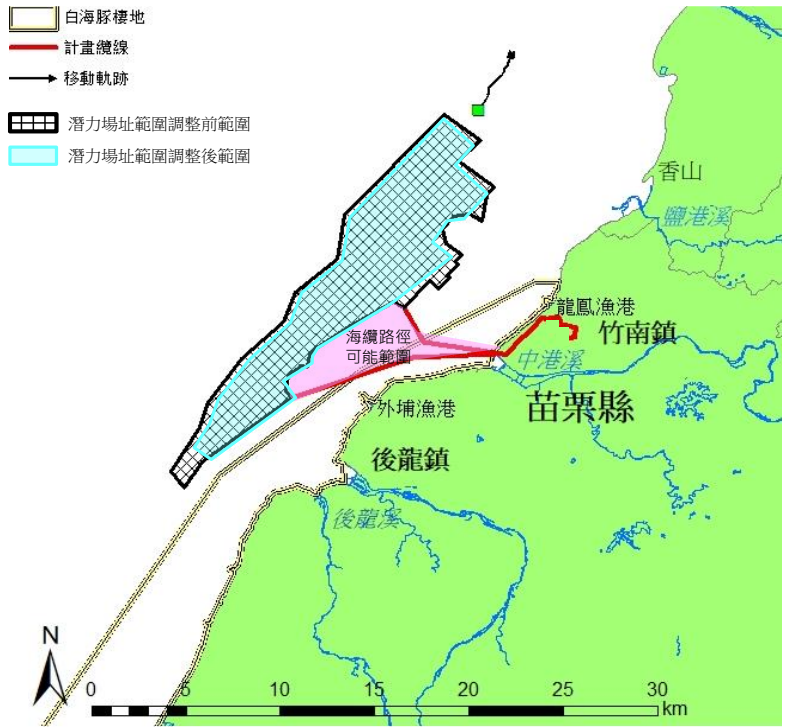 白海豚棲地
計畫纜線
移動軌跡
潛力場址範圍調整前範圍
潛力場址範圍調整後範圍
香山
鹽港溪
龍鳳漁港
竹南鎮
海纜路徑
可能範圍
中港溪
苗栗縣
外埔漁港
後龍鎮
後龍溪
N
0 5 10 15 20 25 30
km